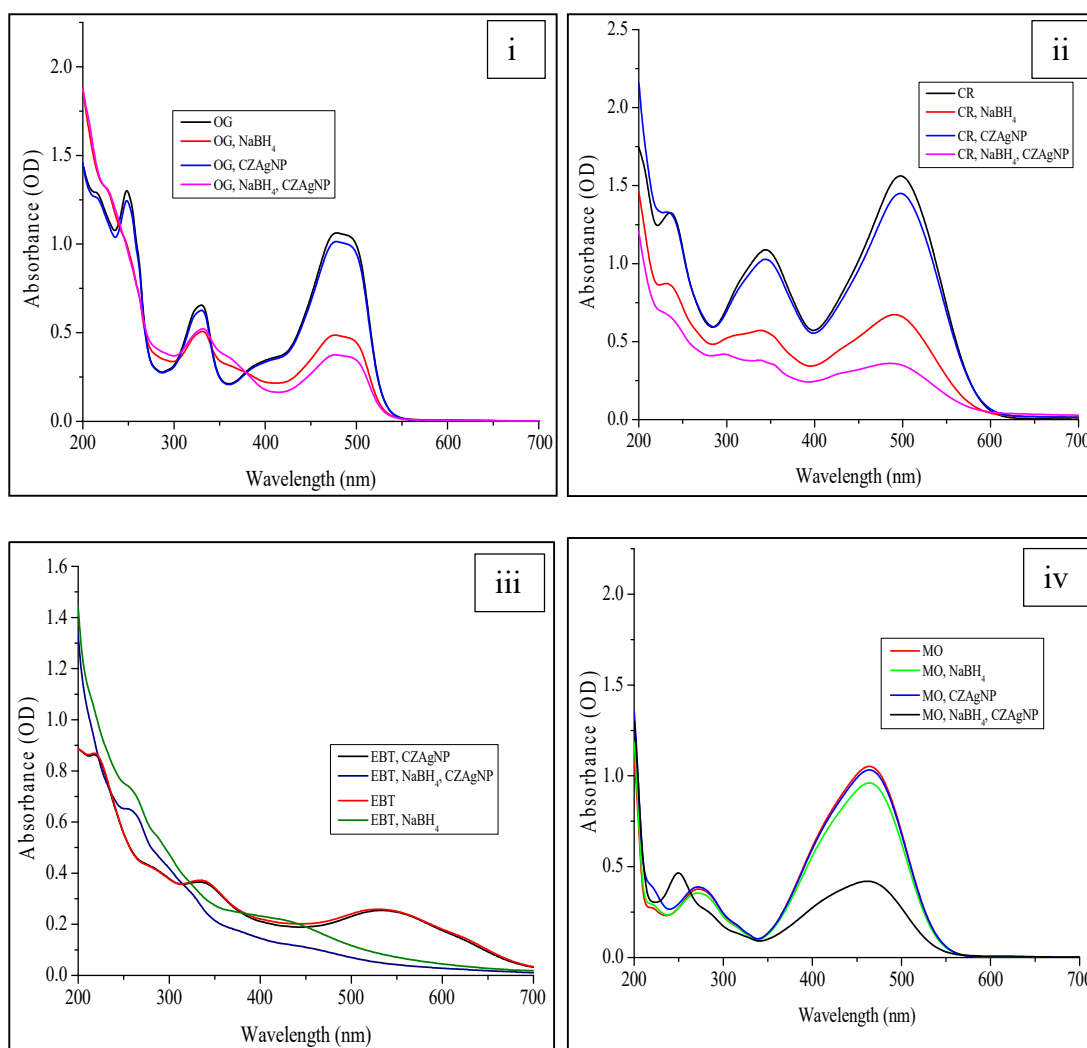 i
Absorbance (OD)
2.0
1.5
1.0
0.5
0.0
OG
OG, NaBH₄
OG, CZAgNP
OG, NaBH₄, CZAgNP
200 300 400 500 600 700
Wavelength (nm)
ii
Absorbance (OD)
2.5
2.0
1.5
1.0
0.5
0.0
CR
CR, NaBH₄
CR, CZAgNP
CR, NaBH₄, CZAgNP
200 300 400 500 600 700
Wavelength (nm)
iii
Absorbance (OD)
1.6
1.4
1.2
1.0
0.8
0.6
0.4
0.2
0.0
EBT, CZAgNP
EBT, NaBH₄, CZAgNP
EBT
EBT, NaBH₄
200 300 400 500 600 700
Wavelength (nm)
iv
Absorbance (OD)
2.0
1.5
1.0
0.5
0.0
MO
MO, NaBH₄
MO, CZAgNP
MO, NaBH₄, CZAgNP
200 300 400 500 600 700
Wavelength (nm)